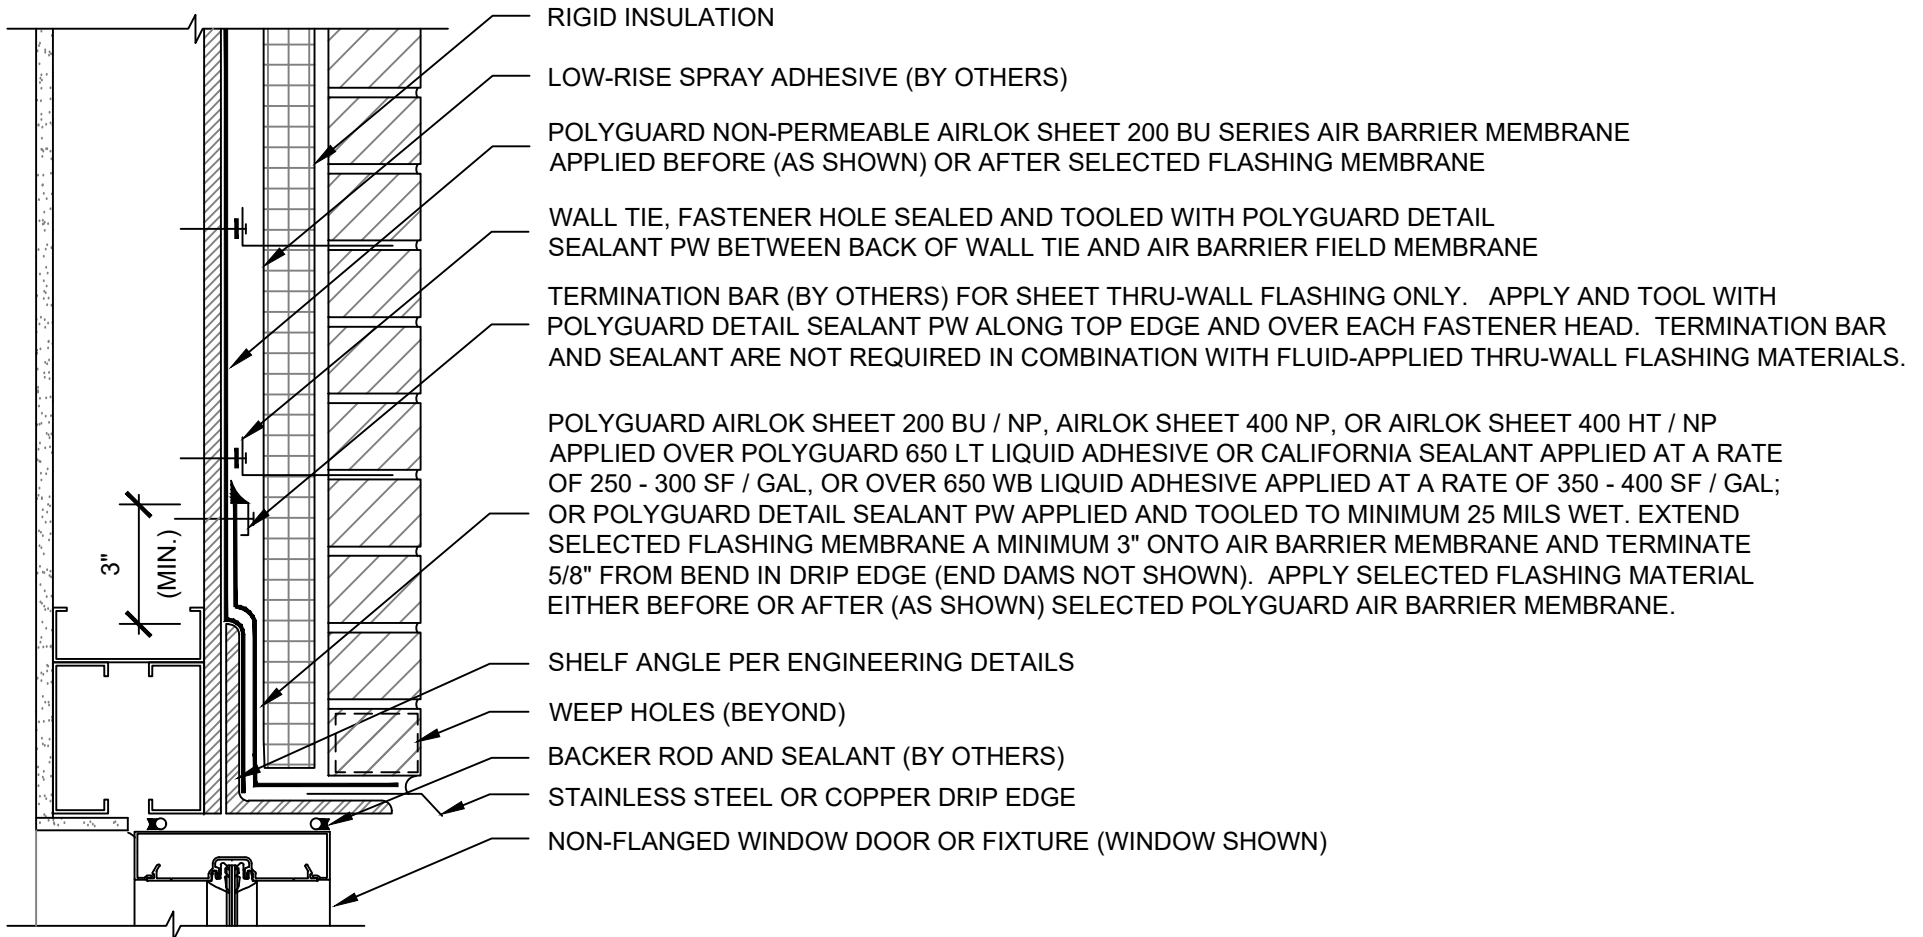 RIGID INSULATION
LOW-RISE SPRAY ADHESIVE (BY OTHERS)
POLYGUARD NON-PERMEABLE AIRLOK SHEET 200 BU SERIES AIR BARRIER MEMBRANE
APPLIED BEFORE (AS SHOWN) OR AFTER SELECTED FLASHING MEMBRANE
WALL TIE, FASTENER HOLE SEALED AND TOOLED WITH POLYGUARD DETAIL
SEALANT PW BETWEEN BACK OF WALL TIE AND AIR BARRIER FIELD MEMBRANE
TERMINATION BAR (BY OTHERS) FOR SHEET THRU-WALL FLASHING ONLY. APPLY AND TOOL WITH
POLYGUARD DETAIL SEALANT PW ALONG TOP EDGE AND OVER EACH FASTENER HEAD. TERMINATION BAR
AND SEALANT ARE NOT REQUIRED IN COMBINATION WITH FLUID-APPLIED THRU-WALL FLASHING MATERIALS.
POLYGUARD AIRLOK SHEET 200 BU / NP, AIRLOK SHEET 400 NP, OR AIRLOK SHEET 400 HT / NP
APPLIED OVER POLYGUARD 650 LT LIQUID ADHESIVE OR CALIFORNIA SEALANT APPLIED AT A RATE
OF 250 - 300 SF / GAL, OR OVER 650 WB LIQUID ADHESIVE APPLIED AT A RATE OF 350 - 400 SF / GAL;
OR POLYGUARD DETAIL SEALANT PW APPLIED AND TOOLED TO MINIMUM 25 MILS WET. EXTEND
SELECTED FLASHING MEMBRANE A MINIMUM 3" ONTO AIR BARRIER MEMBRANE AND TERMINATE
5/8" FROM BEND IN DRIP EDGE (END DAMS NOT SHOWN). APPLY SELECTED FLASHING MATERIAL
EITHER BEFORE OR AFTER (AS SHOWN) SELECTED POLYGUARD AIR BARRIER MEMBRANE.
3"
(MIN.)
SHELF ANGLE PER ENGINEERING DETAILS
WEEP HOLES (BEYOND)
BACKER ROD AND SEALANT (BY OTHERS)
STAINLESS STEEL OR COPPER DRIP EDGE
NON-FLANGED WINDOW DOOR OR FIXTURE (WINDOW SHOWN)